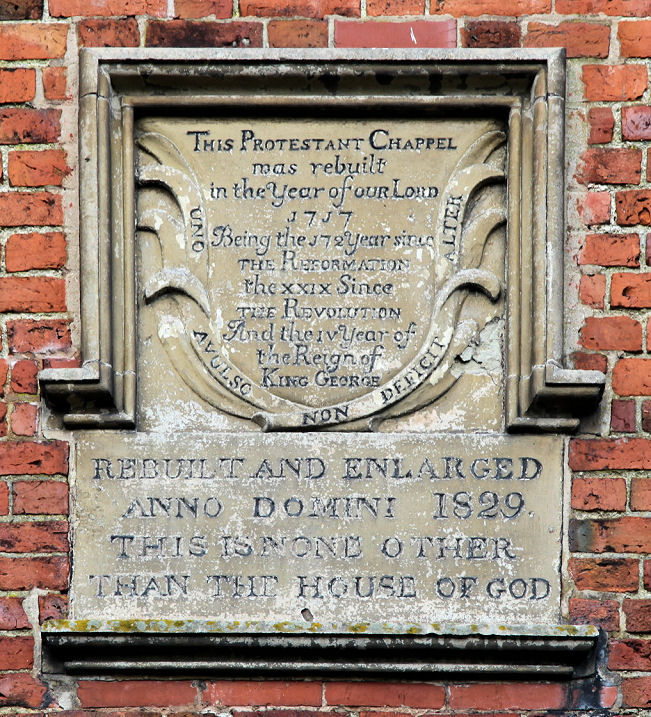 THIS PROTESTANT CHAPPEL
was rebuilt
in the Year of OUR LORD
1717
Being the 172 Year since
THE REFORMATION
the XXIX Since
THE REVOLUTION
And the IV Year of
the Reign of
KING GEORGE
UNO AVULSO NON DEFICIT ALTER
REBUILT AND ENLARGED
ANNO DOMINI 1829.
THIS IS NONE OTHER
THAN THE HOUSE OF GOD